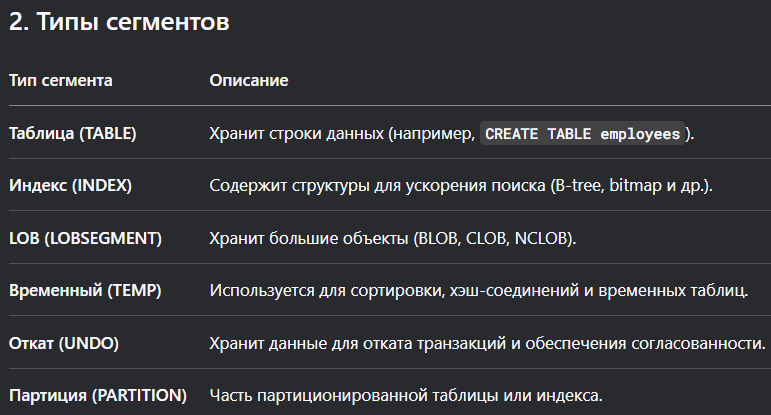 2. Типы сегментов
Тип сегмента Описание
Таблица (TABLE) Хранит строки данных (например, CREATE TABLE employees).
Индекс (INDEX) Содержит структуры для ускорения поиска (B-tree, bitmap и др.).
LOB (LOBSEGMENT) Хранит большие объекты (BLOB, CLOB, NCLOB).
Временный (TEMP) Используется для сортировки, хэш-соединений и временных таблиц.
Откат (UNDO) Хранит данные для отката транзакций и обеспечения согласованности.
Партиция (PARTITION) Часть партиционированной таблицы или индекса.